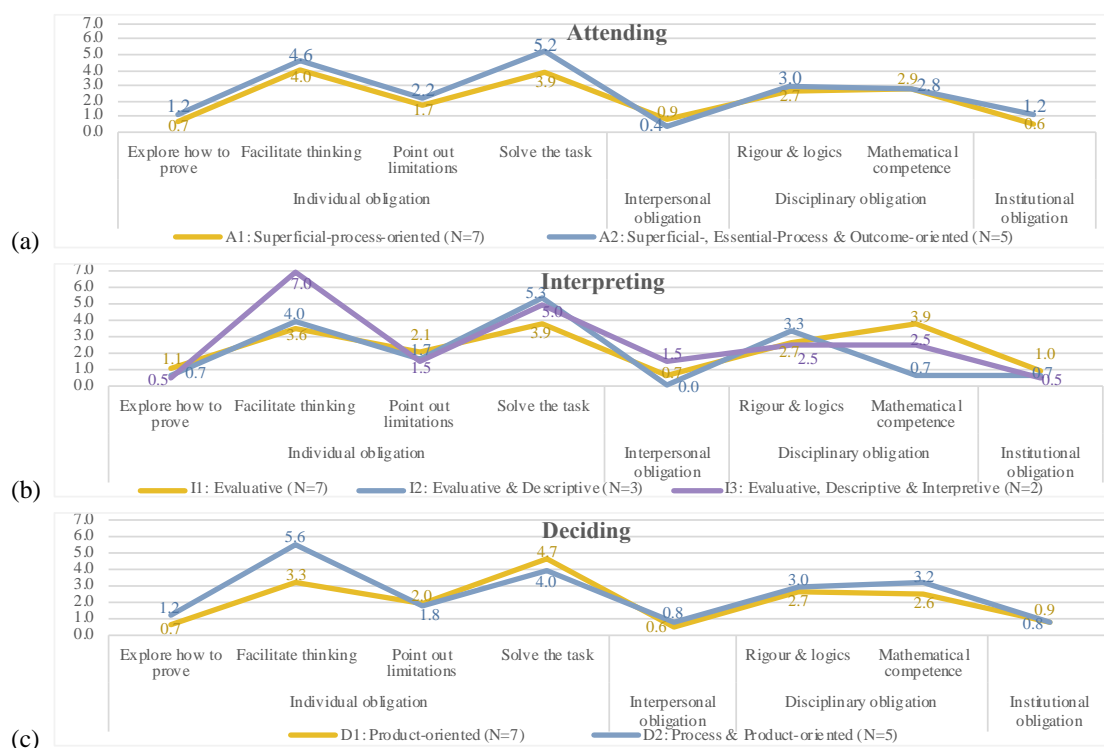 Attending
7.0
6.0
5.0
4.0
3.0
2.0
1.0
0.0
1.2 4.6 2.2 5.2 0.4 3.0 2.8 1.2
0.7 4.0 1.7 3.9 0.9 2.7 2.9 0.6
Explore how to prove
Facilitate thinking
Point out limitations
Solve the task
Rigour & logics
Mathematical competence
Individual obligation
Interpersonal obligation
Disciplinary obligation
Institutional obligation
(a)
A1: Superficial-process-oriented (N=7)
A2: Superficial-, Essential-Process & Outcome-oriented (N=5)
Interpreting
7.0
6.0
5.0
4.0
3.0
2.0
1.0
0.0
1.1 3.6 2.1 3.9 0.7 2.7 3.9 1.0
0.7 4.0 1.7 5.3 0.0 3.3 0.7 0.7
0.5 7.0 1.5 5.0 1.5 2.5 2.5 0.5
Explore how to prove
Facilitate thinking
Point out limitations
Solve the task
Rigour & logics
Mathematical competence
Individual obligation
Interpersonal obligation
Disciplinary obligation
Institutional obligation
(b)
I1: Evaluative (N=7)
I2: Evaluative & Descriptive (N=3)
I3: Evaluative, Descriptive & Interpretive (N=2)
Deciding
7.0
6.0
5.0
4.0
3.0
2.0
1.0
0.0
1.2 5.6 1.8 4.0 0.8 3.0 3.2 0.8
0.7 3.3 2.0 4.7 0.6 2.7 2.6 0.9
Explore how to prove
Facilitate thinking
Point out limitations
Solve the task
Rigour & logics
Mathematical competence
Individual obligation
Interpersonal obligation
Disciplinary obligation
Institutional obligation
(c)
D1: Product-oriented (N=7)
D2: Process & Product-oriented (N=5)